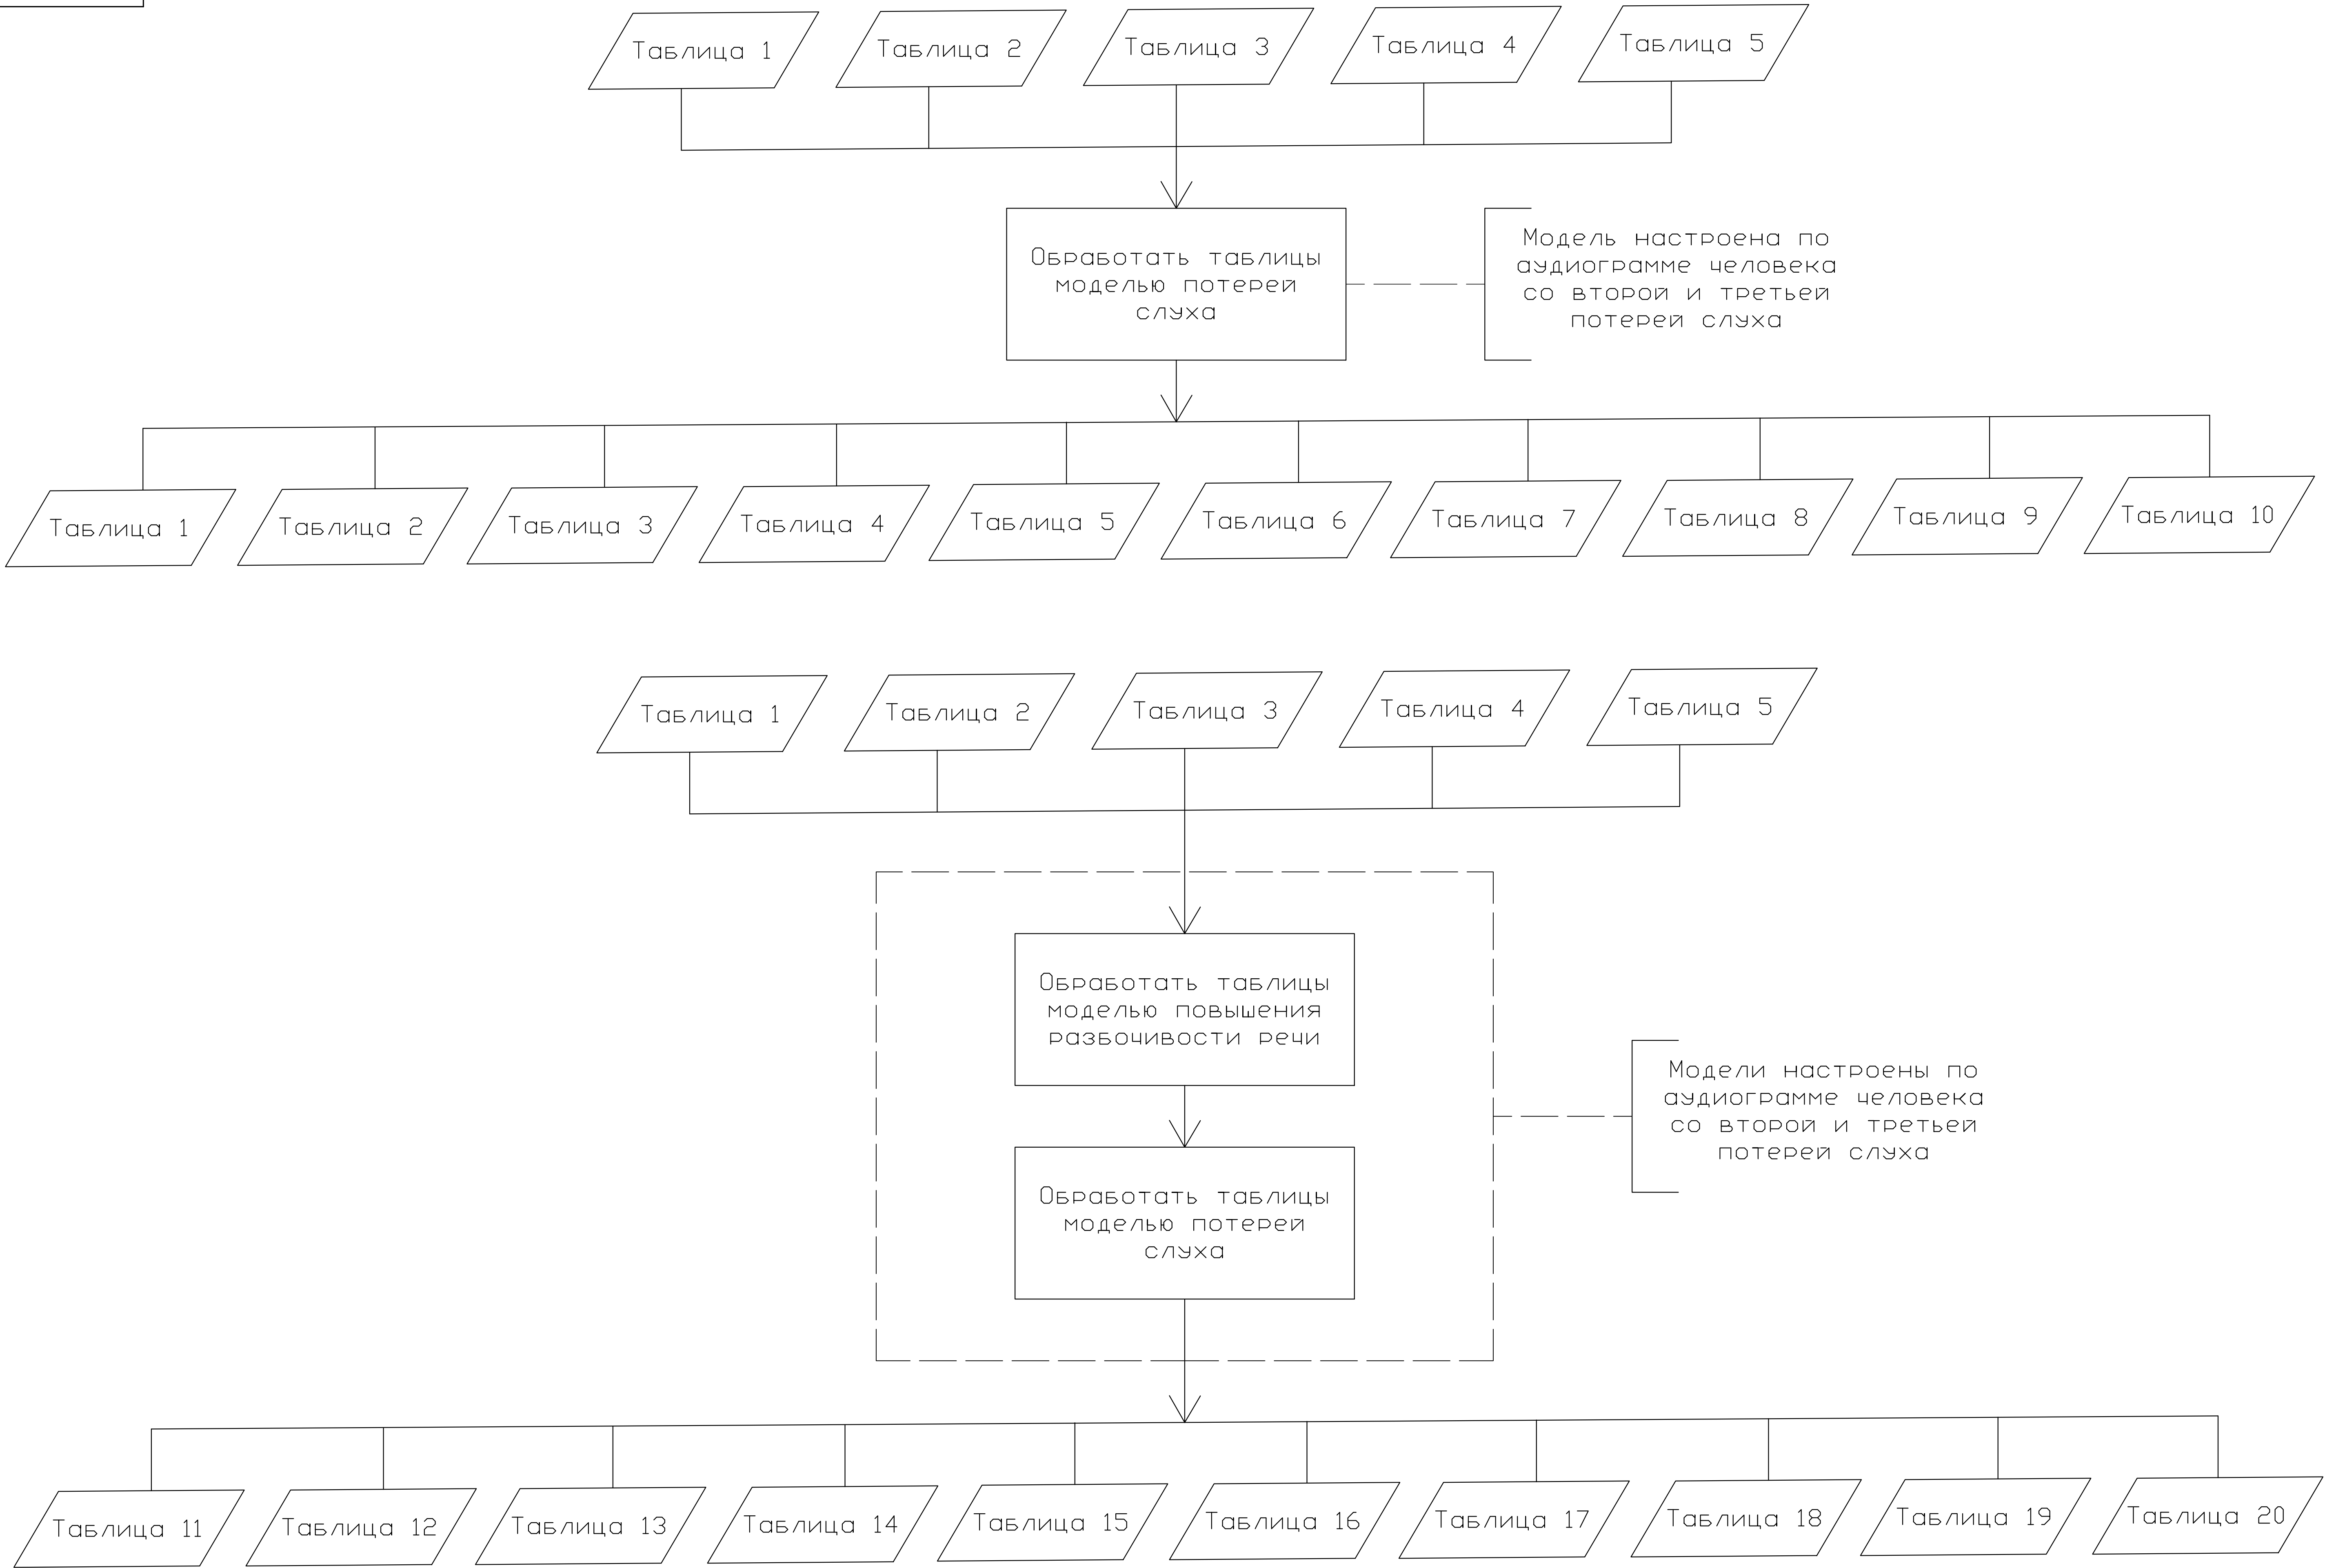 Таблица 1
Таблица 2
Таблица 3
Таблица 4
Таблица 5
Обработать таблицы
моделью потерей
слуха
Модель настроена по
аудиограмме человека
со второй и третьей
потерей слуха
Таблица 1
Таблица 2
Таблица 3
Таблица 4
Таблица 5
Таблица 6
Таблица 7
Таблица 8
Таблица 9
Таблица 10
Таблица 1
Таблица 2
Таблица 3
Таблица 4
Таблица 5
Обработать таблицы
моделью повышения
разбочивости речи
Обработать таблицы
моделью потерей
слуха
Модели настроены по
аудиограмме человека
со второй и третьей
потерей слуха
Таблица 11
Таблица 12
Таблица 13
Таблица 14
Таблица 15
Таблица 16
Таблица 17
Таблица 18
Таблица 19
Таблица 20